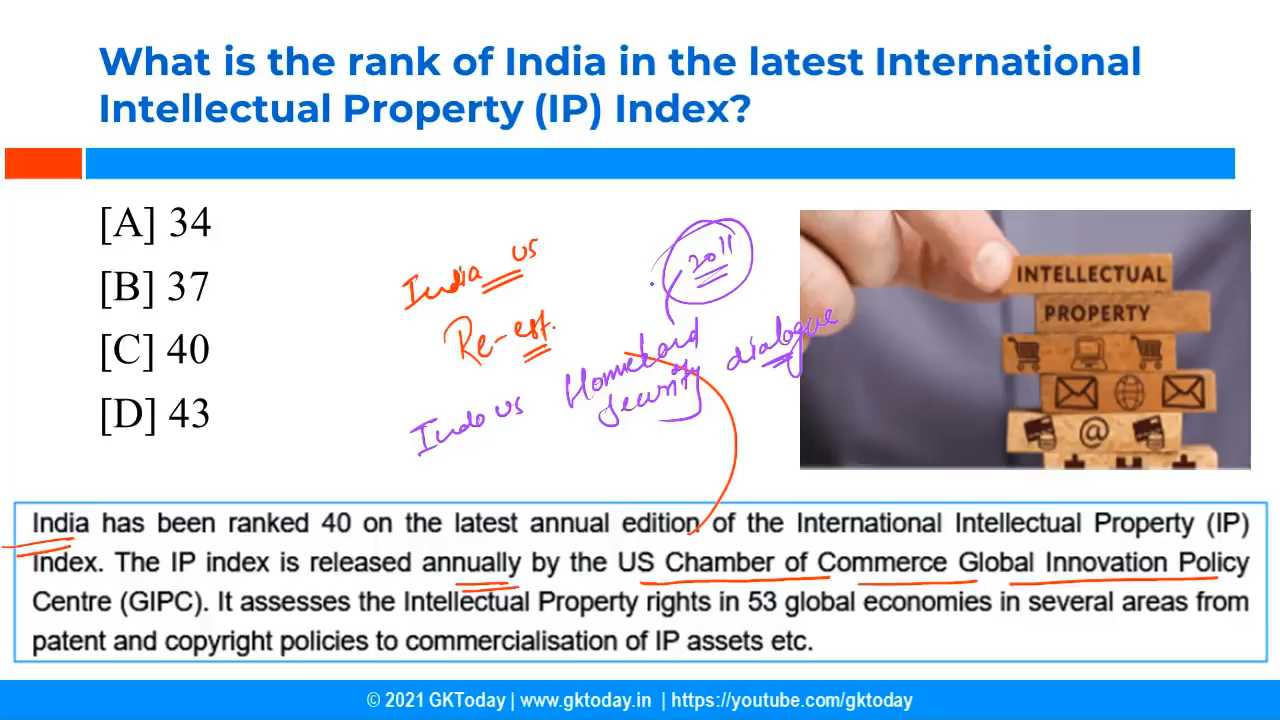 What is the rank of India in the latest International
Intellectual Property (IP) Index?
[A] 34
[B] 37
[C] 40
[D] 43
India US
Re-est.
2011
Indo US Homeland Security dialogue
INTELLECTUAL
PROPERTY
@
India has been ranked 40 on the latest annual edition of the International Intellectual Property (IP)
Index. The IP index is released annually by the US Chamber of Commerce Global Innovation Policy
Centre (GIPC). It assesses the Intellectual Property rights in 53 global economies in several areas from
patent and copyright policies to commercialisation of IP assets etc.
© 2021 GKToday | www.gktoday.in | https://youtube.com/gktoday